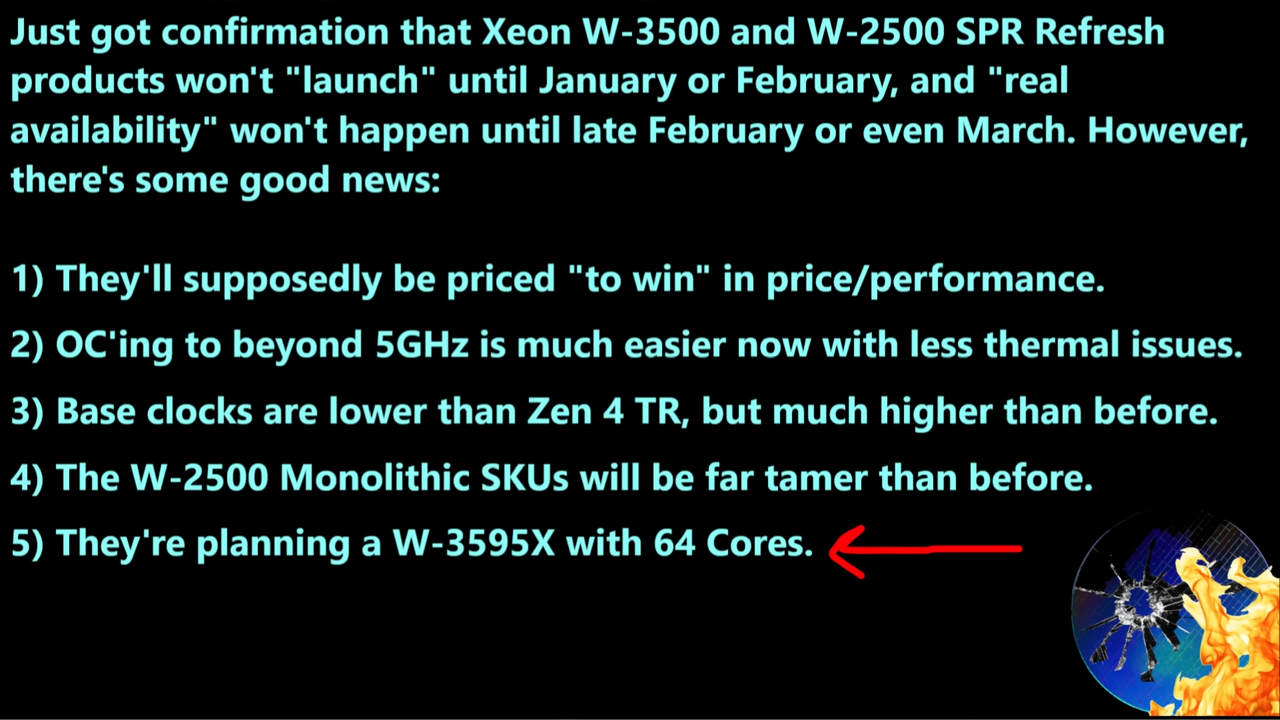 Just got confirmation that Xeon W-3500 and W-2500 SPR Refresh
products won't "launch" until January or February, and "real
availability" won't happen until late February or even March. However,
there's some good news:
1) They'll supposedly be priced "to win" in price/performance.
2) OC'ing to beyond 5GHz is much easier now with less thermal issues.
3) Base clocks are lower than Zen 4 TR, but much higher than before.
4) The W-2500 Monolithic SKUs will be far tamer than before.
5) They're planning a W-3595X with 64 Cores.